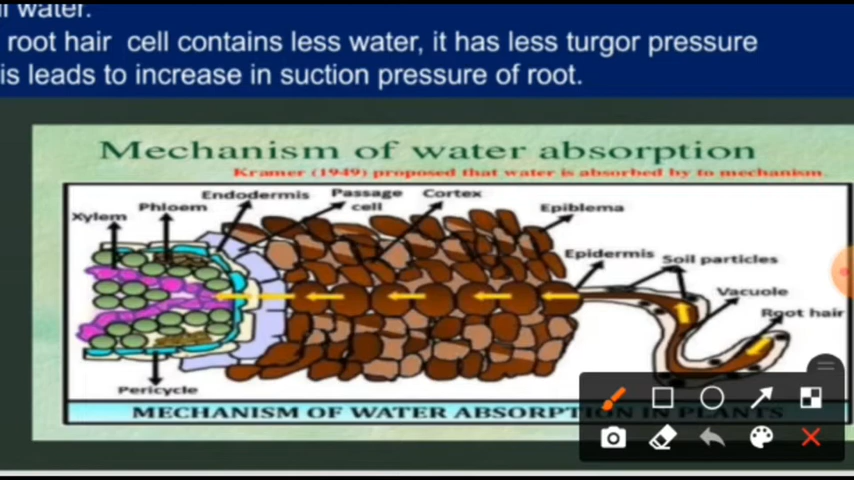 water.
root hair cell contains less water, it has less turgor pressure
is leads to increase in suction pressure of root.
Mechanism of water absorption
Kramer (1949) proposed that water is absorbed by to mechanism.
Endodermis
Passage cell
Cortex
Xylem
Phloem
Epiblema
Epidermis
Soil particles
Vacuole
Root hair
Pericycle
MECHANISM OF WATER ABSORPTION IN PLANTS